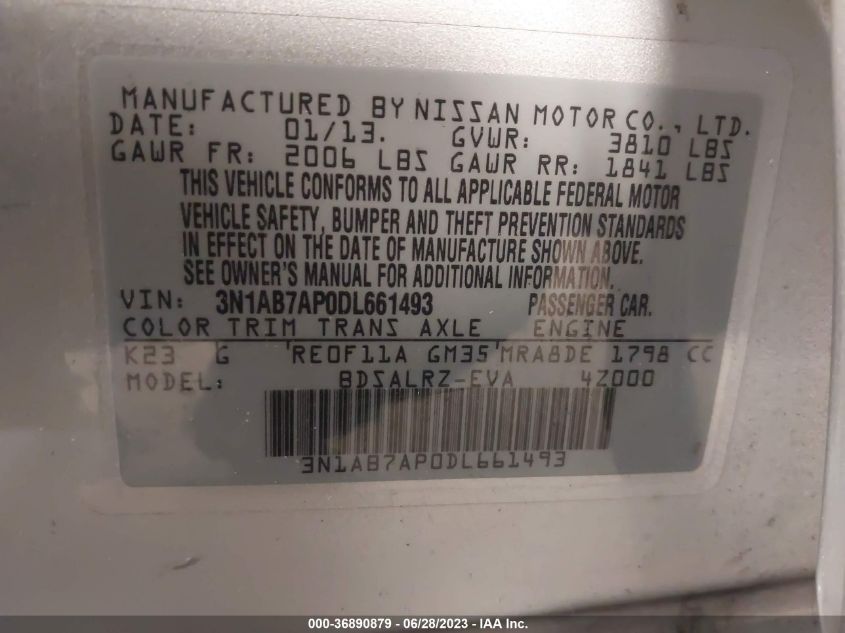 MANUFACTURED BY NISSAN MOTOR CO., LTD.
DATE: 01/13. GVWR: 3810 LBS
GAWR FR: 2006 LBS GAWR RR: 1841 LBS
THIS VEHICLE CONFORMS TO ALL APPLICABLE FEDERAL MOTOR
VEHICLE SAFETY, BUMPER AND THEFT PREVENTION STANDARDS
IN EFFECT ON THE DATE OF MANUFACTURE SHOWN ABOVE.
SEE OWNER'S MANUAL FOR ADDITIONAL INFORMATION.
VIN: 3N1AB7AP0DL661493 PASSENGER CAR.
COLOR TRIM TRANS AXLE ENGINE
K23 G RE0F11A GM35 MRA8DE 1798 CC
MODEL: BDSALRZ-EVA 4Z000
3N1AB7AP0DL661493
000-36890879 - 06/28/2023 - IAA Inc.